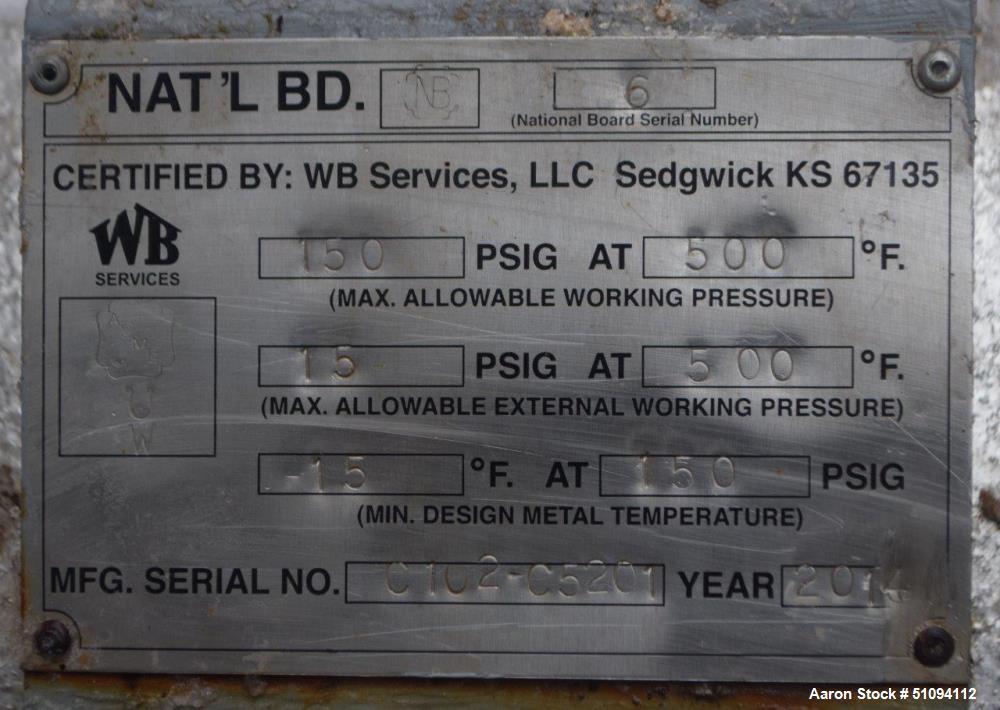 NAT'L BD. NB 6
(National Board Serial Number)
CERTIFIED BY: WB Services, LLC Sedgwick KS 67135
WB
SERVICES
150 PSIG AT 500 °F.
(MAX. ALLOWABLE WORKING PRESSURE)
15 PSIG AT 500 °F.
(MAX. ALLOWABLE EXTERNAL WORKING PRESSURE)
A M
U
W
-15 °F. AT 150 PSIG
(MIN. DESIGN METAL TEMPERATURE)
MFG. SERIAL NO. C102-C5201 YEAR 2014
Aaron Stock # 51094112